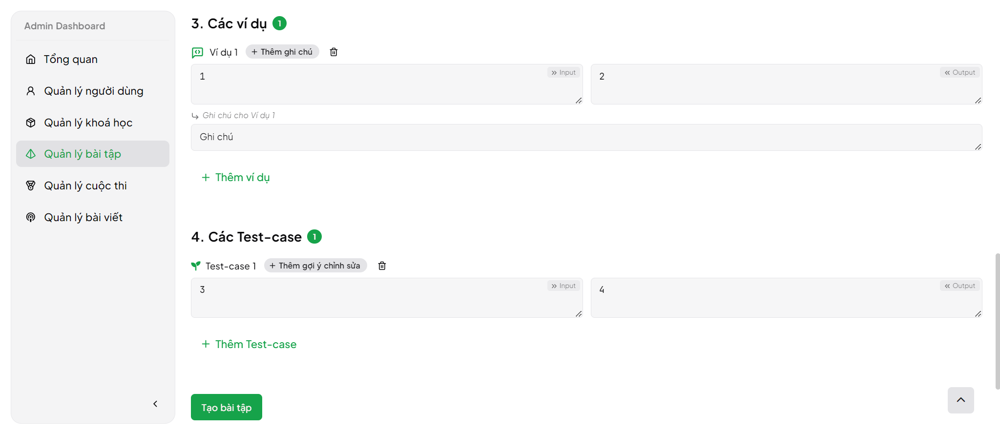 Admin Dashboard
Tổng quan
Quản lý người dùng
Quản lý khoá học
Quản lý bài tập
Quản lý cuộc thi
Quản lý bài viết
3. Các ví dụ 1
Ví dụ 1 + Thêm ghi chú
1 Input
2 Output
Ghi chú cho Ví dụ 1
Ghi chú
+ Thêm ví dụ
4. Các Test-case 1
Test-case 1 + Thêm gợi ý chỉnh sửa
3 Input
4 Output
+ Thêm Test-case
Tạo bài tập